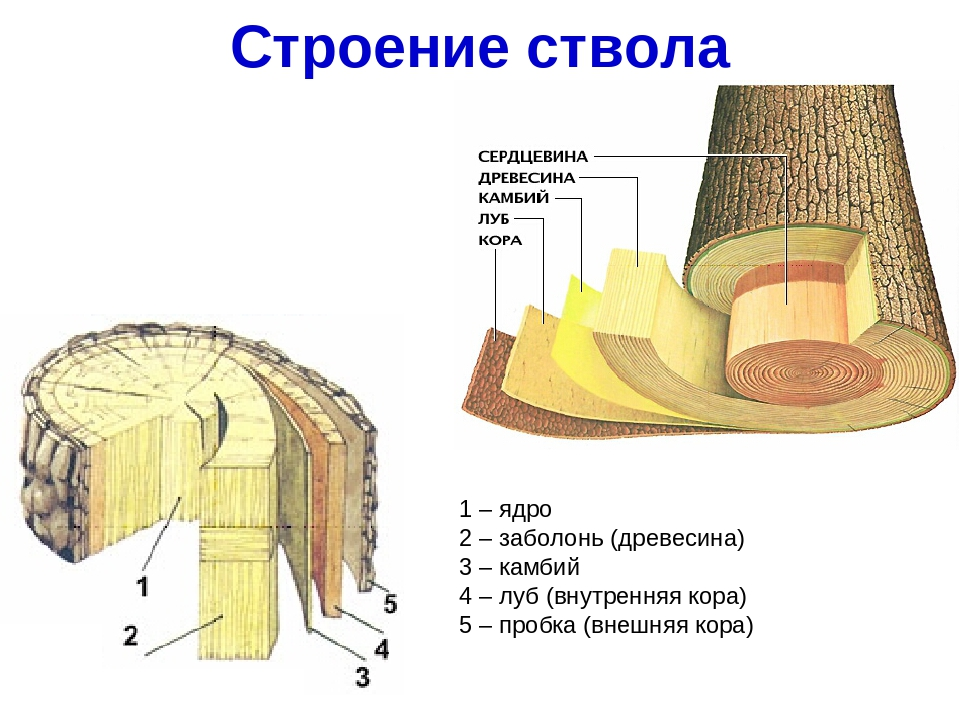 Строение ствола
СЕРДЦЕВИНА
ДРЕВЕСИНА
КАМБИЙ
ЛУБ
КОРА
1
2
3
4
5
1 – ядро
2 – заболонь (древесина)
3 – камбий
4 – луб (внутренняя кора)
5 – пробка (внешняя кора)